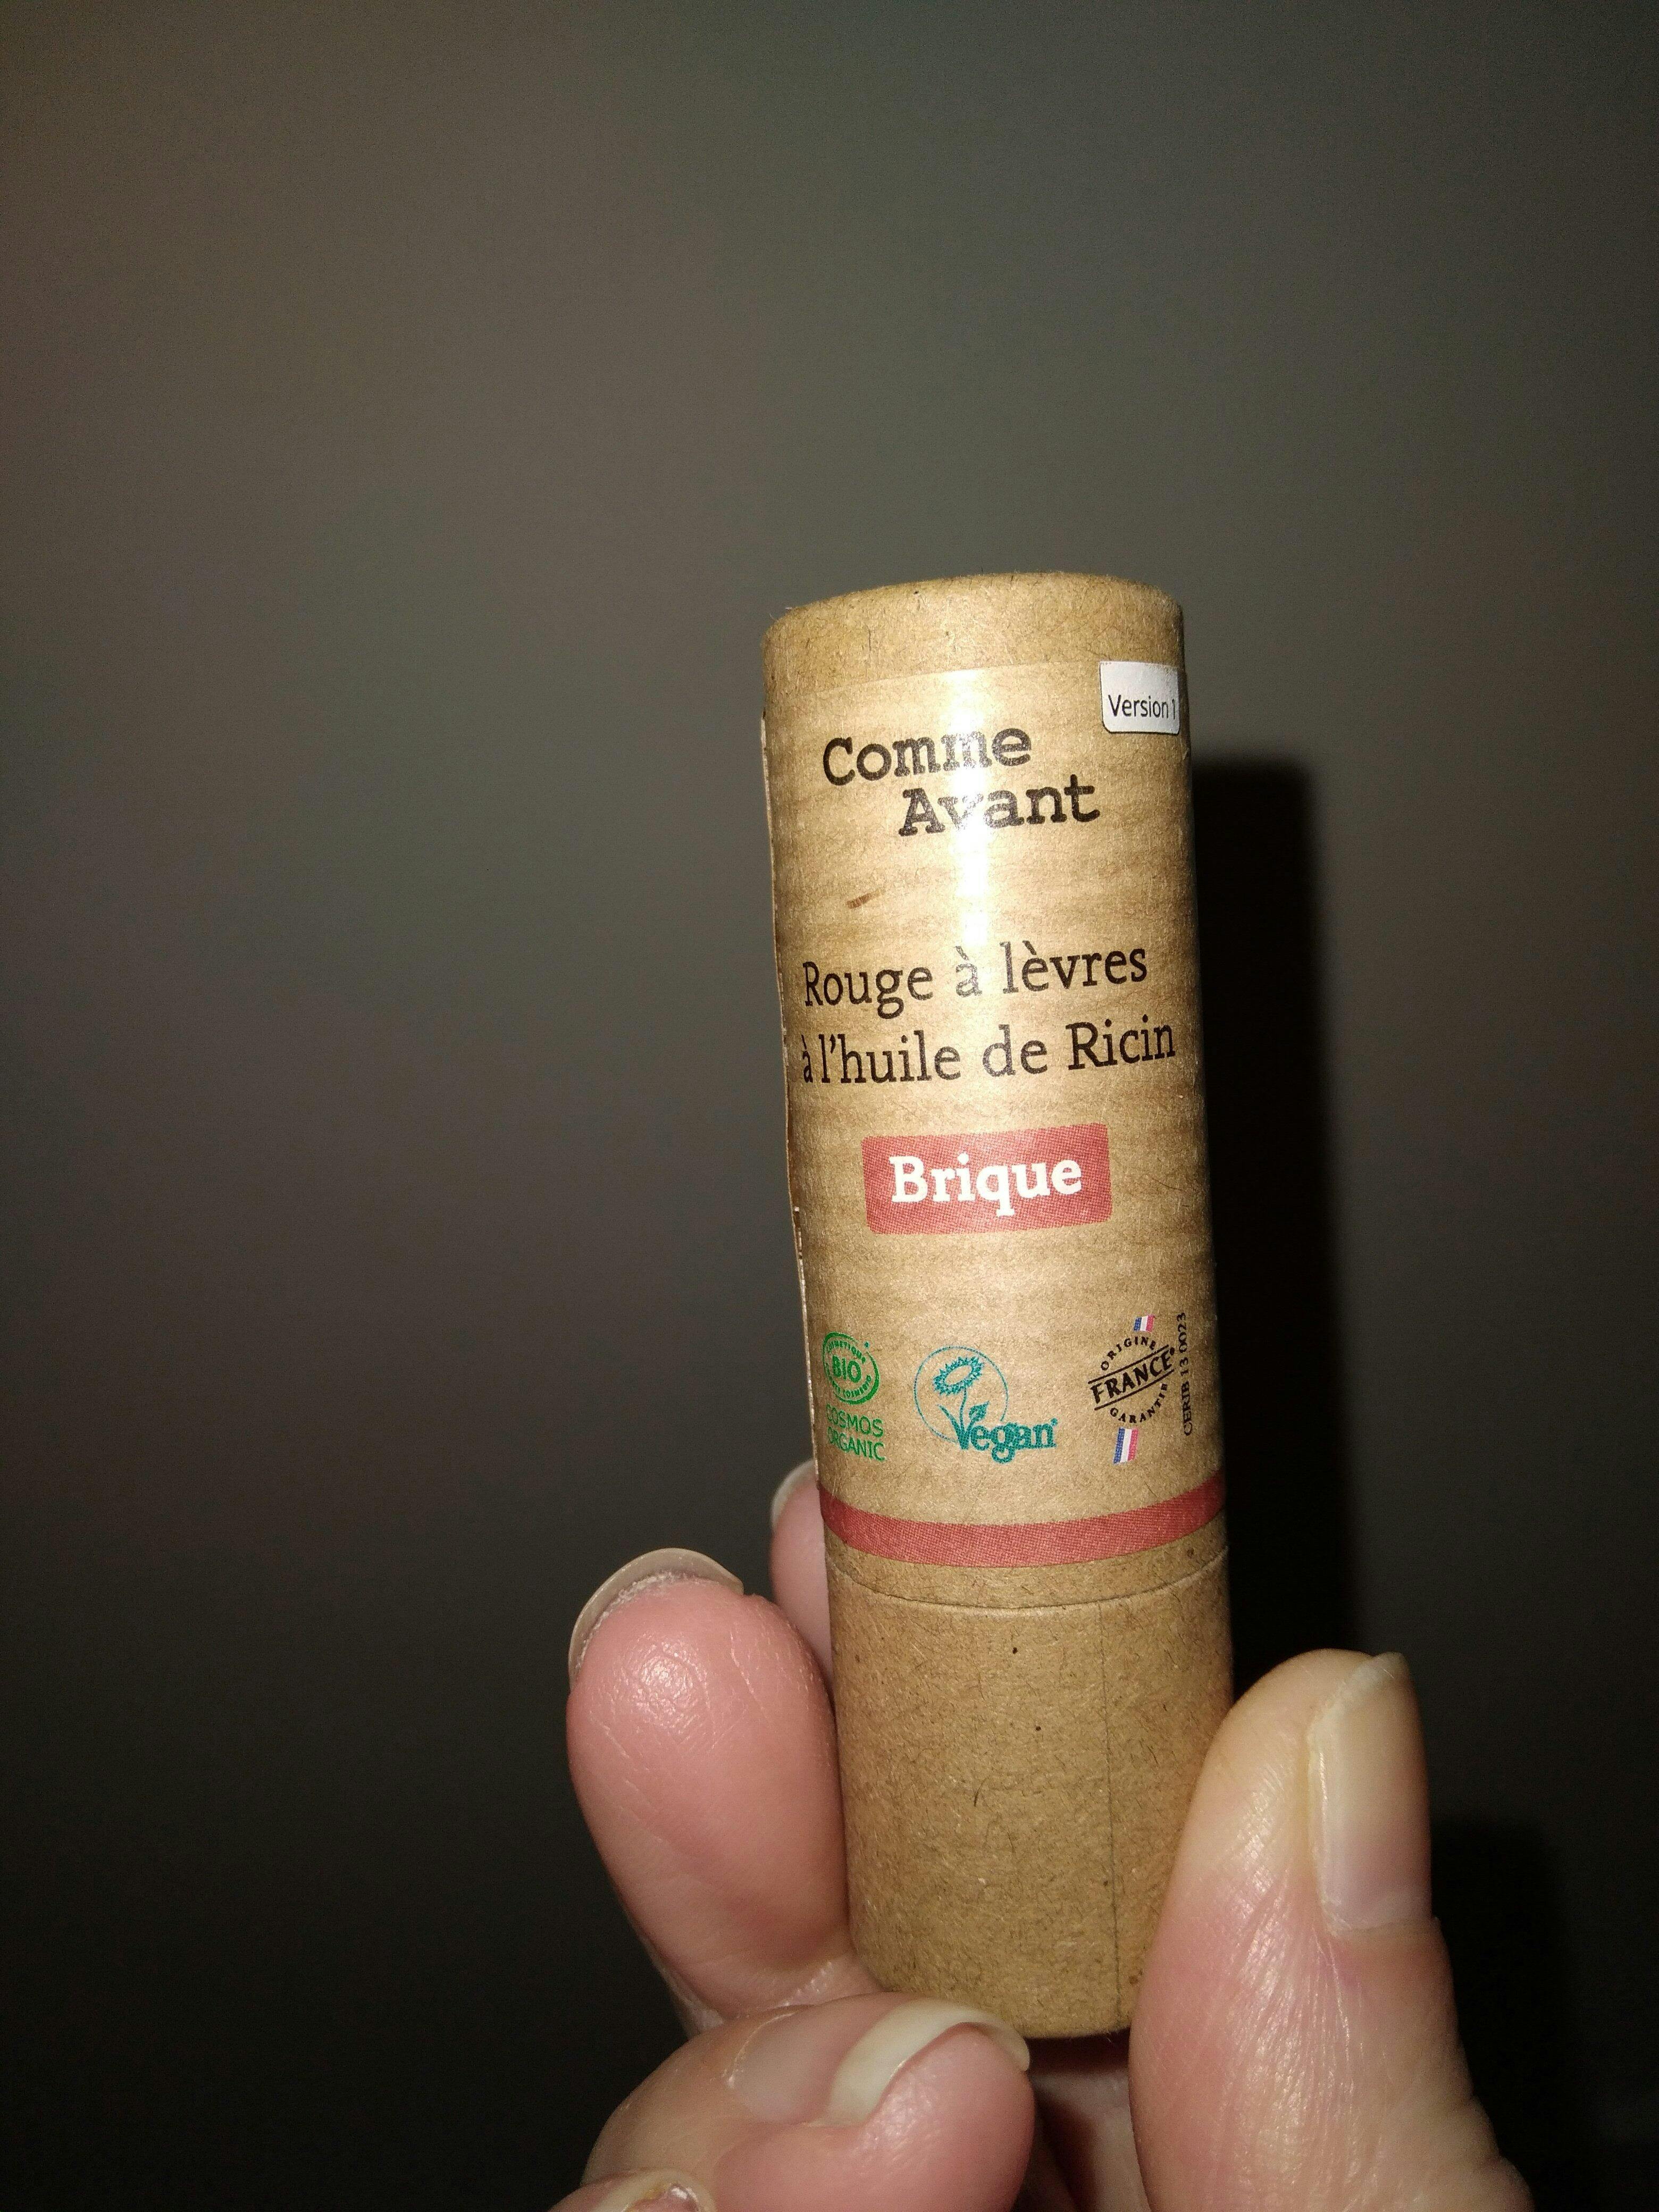 Version 1
Comme
Avant
Rouge à lèvres
à l'huile de Ricin
Brique
COSMÉTIQUE
BIO
COSMOS
ORGANIC
Vegan
ORIGINE
FRANCE
GARANTIE
CERIB 13 0023